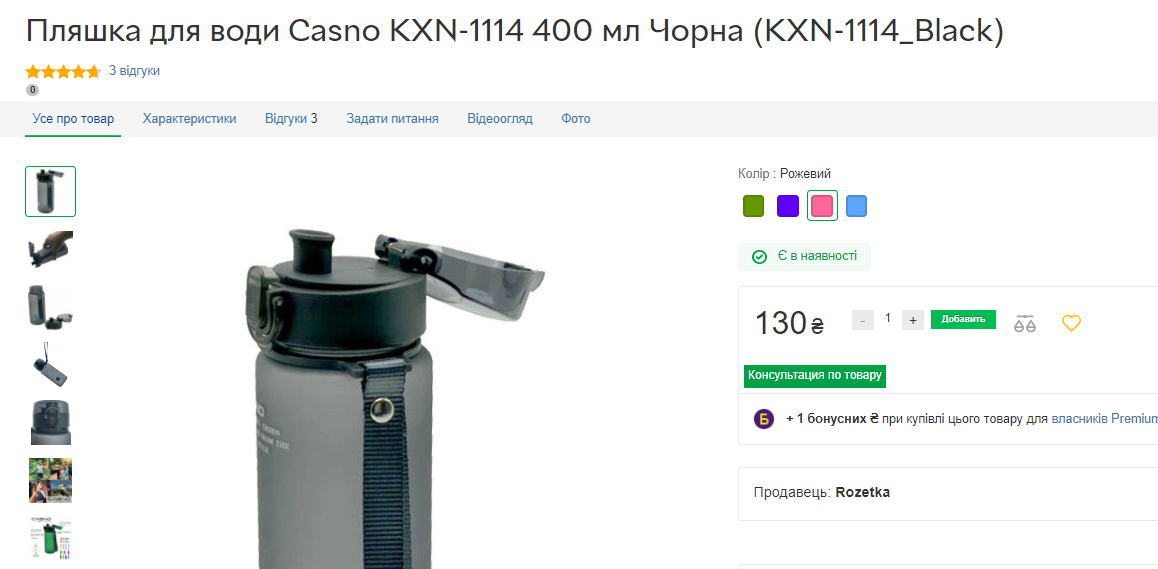 Пляшка для води Casno KXN-1114 400 мл Чорна (KXN-1114_Black)
3 відгуки
0
Усе про товар Характеристики Відгуки 3 Задати питання Відеоогляд Фото
Колір : Рожевий
Є в наявності
130 ₴ - 1 + Добавить
Консультация по товару
Б + 1 бонусних ₴ при купівлі цього товару для власників Premium
Продавець: Rozetka